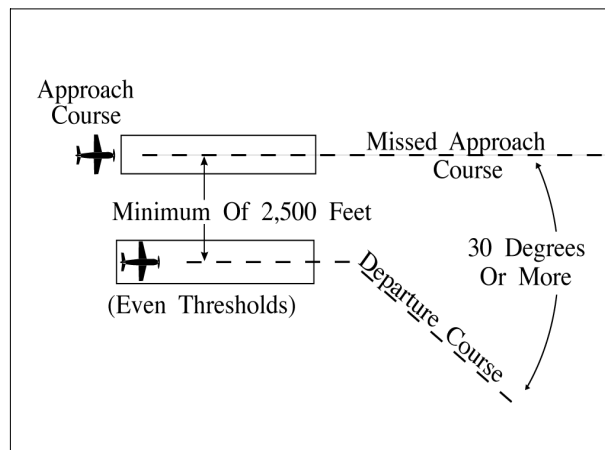 Approach
Course
Missed Approach
Course
Minimum Of 2,500 Feet
30 Degrees
Or More
(Even Thresholds)
Departure Course